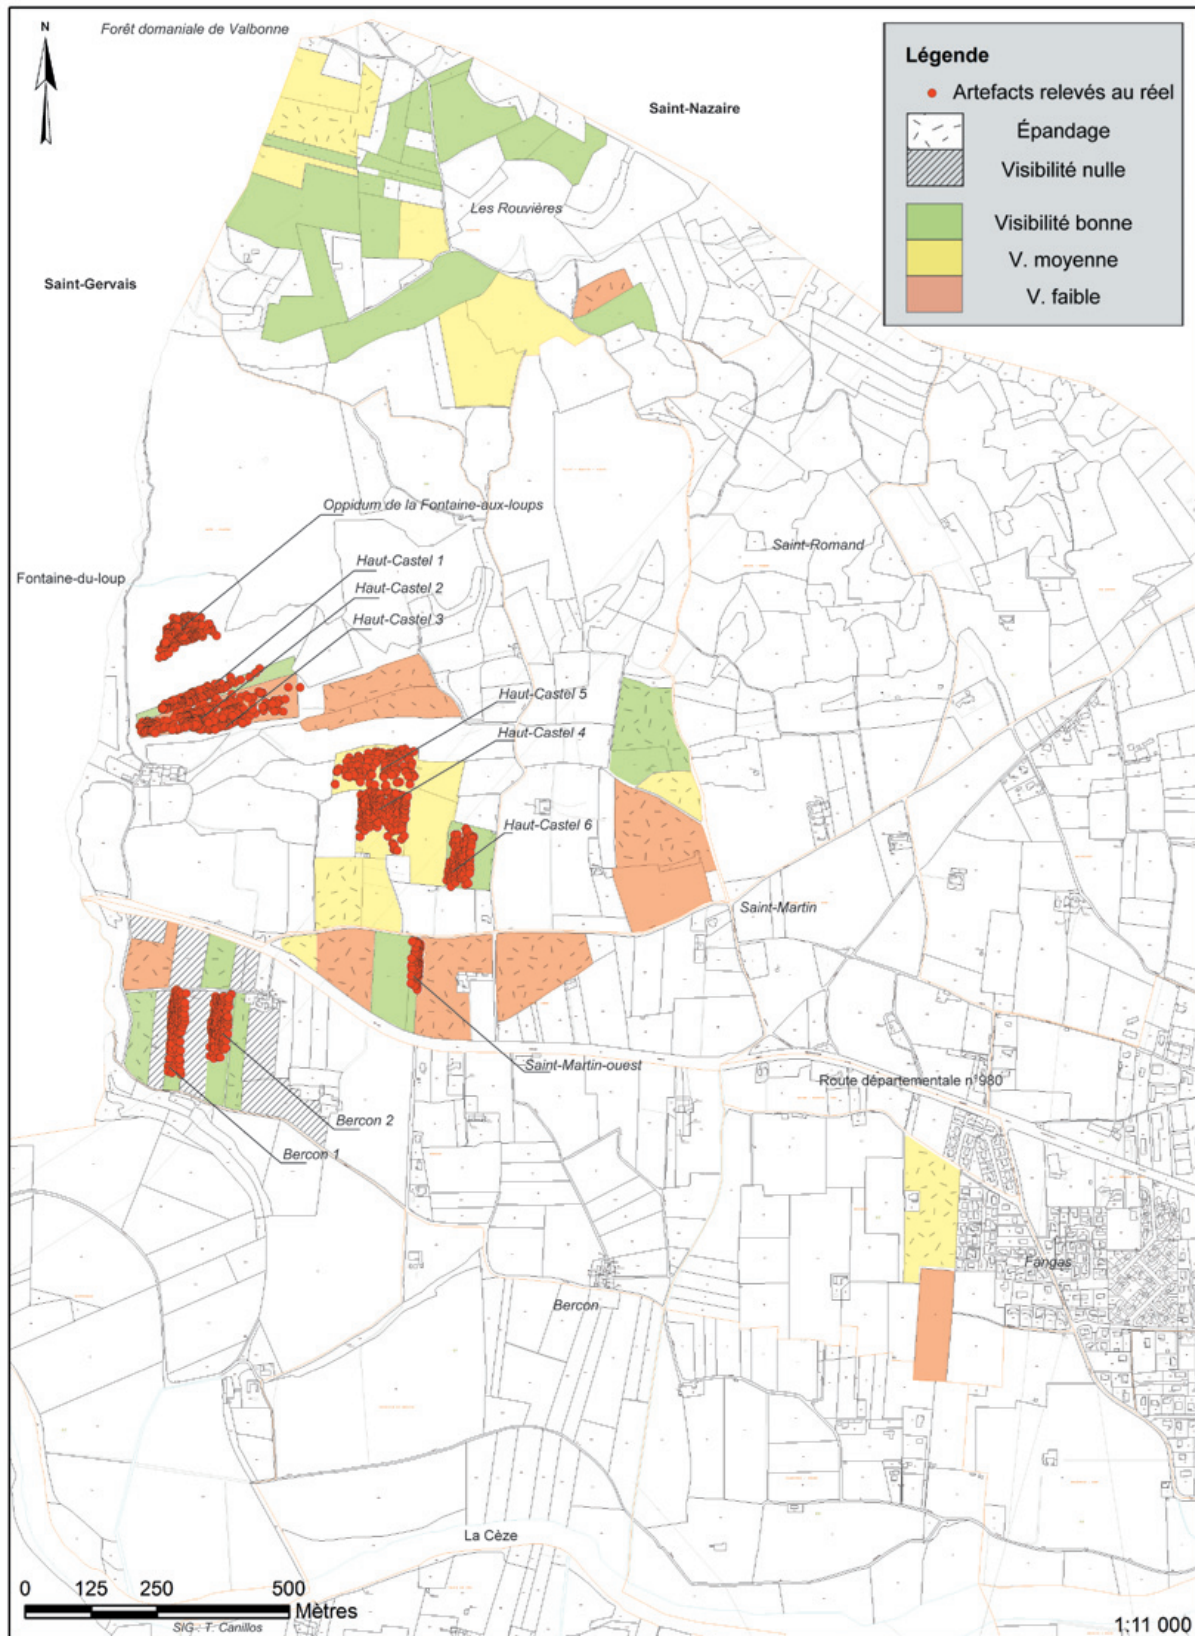 N
Forêt domaniale de Valbonne
Légende
Artefacts relevés au réel
Épandage
Visibilité nulle
Visibilité bonne
V. moyenne
V. faible
Saint-Nazaire
Les Rouvières
Saint-Gervais
Oppidum de la Fontaine-aux-loups
Saint-Romand
Haut-Castel 1
Fontaine-du-loup
Haut-Castel 2
Haut-Castel 3
Haut-Castel 5
Haut-Castel 4
Haut-Castel 6
Saint-Martin
Saint-Martin-ouest
Route départementale n°980
Bercon 2
Bercon 1
Fangas
Bercon
La Cèze
0 125 250 500
Mètres
SIG : T. Canillos
1:11 000